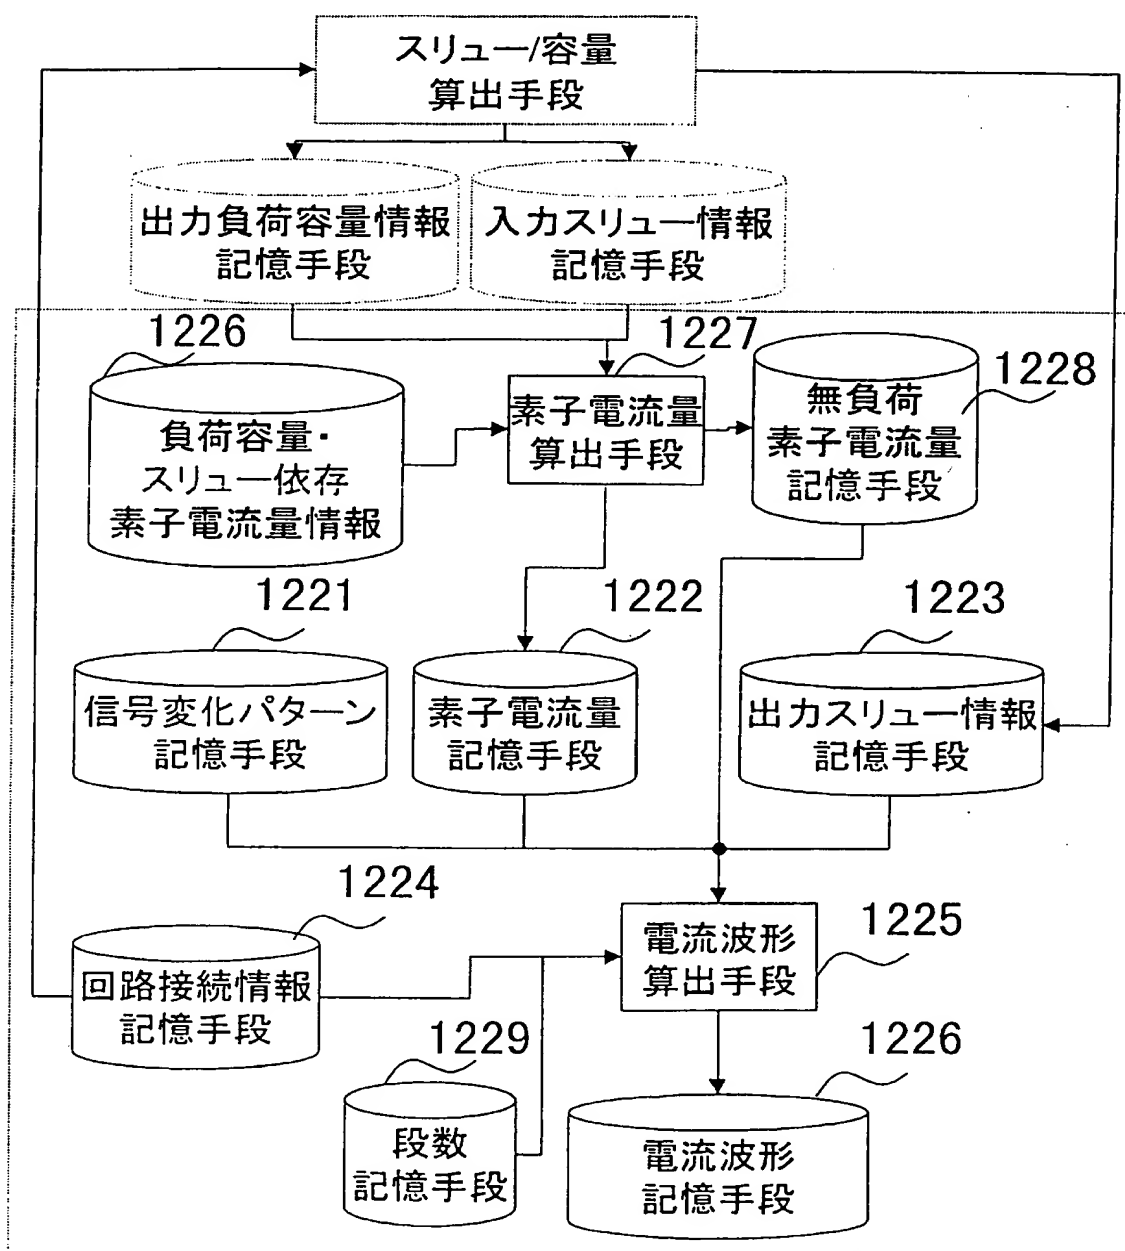 スリュー/容量
算出手段
出力負荷容量情報
記憶手段
入力スリュー情報
記憶手段
1226
負荷容量・
スリュー依存
素子電流量情報
1227
素子電流量
算出手段
1228
無負荷
素子電流量
記憶手段
1221
信号変化パターン
記憶手段
1222
素子電流量
記憶手段
1223
出力スリュー情報
記憶手段
1224
回路接続情報
記憶手段
1225
電流波形
算出手段
1229
段数
記憶手段
1226
電流波形
記憶手段